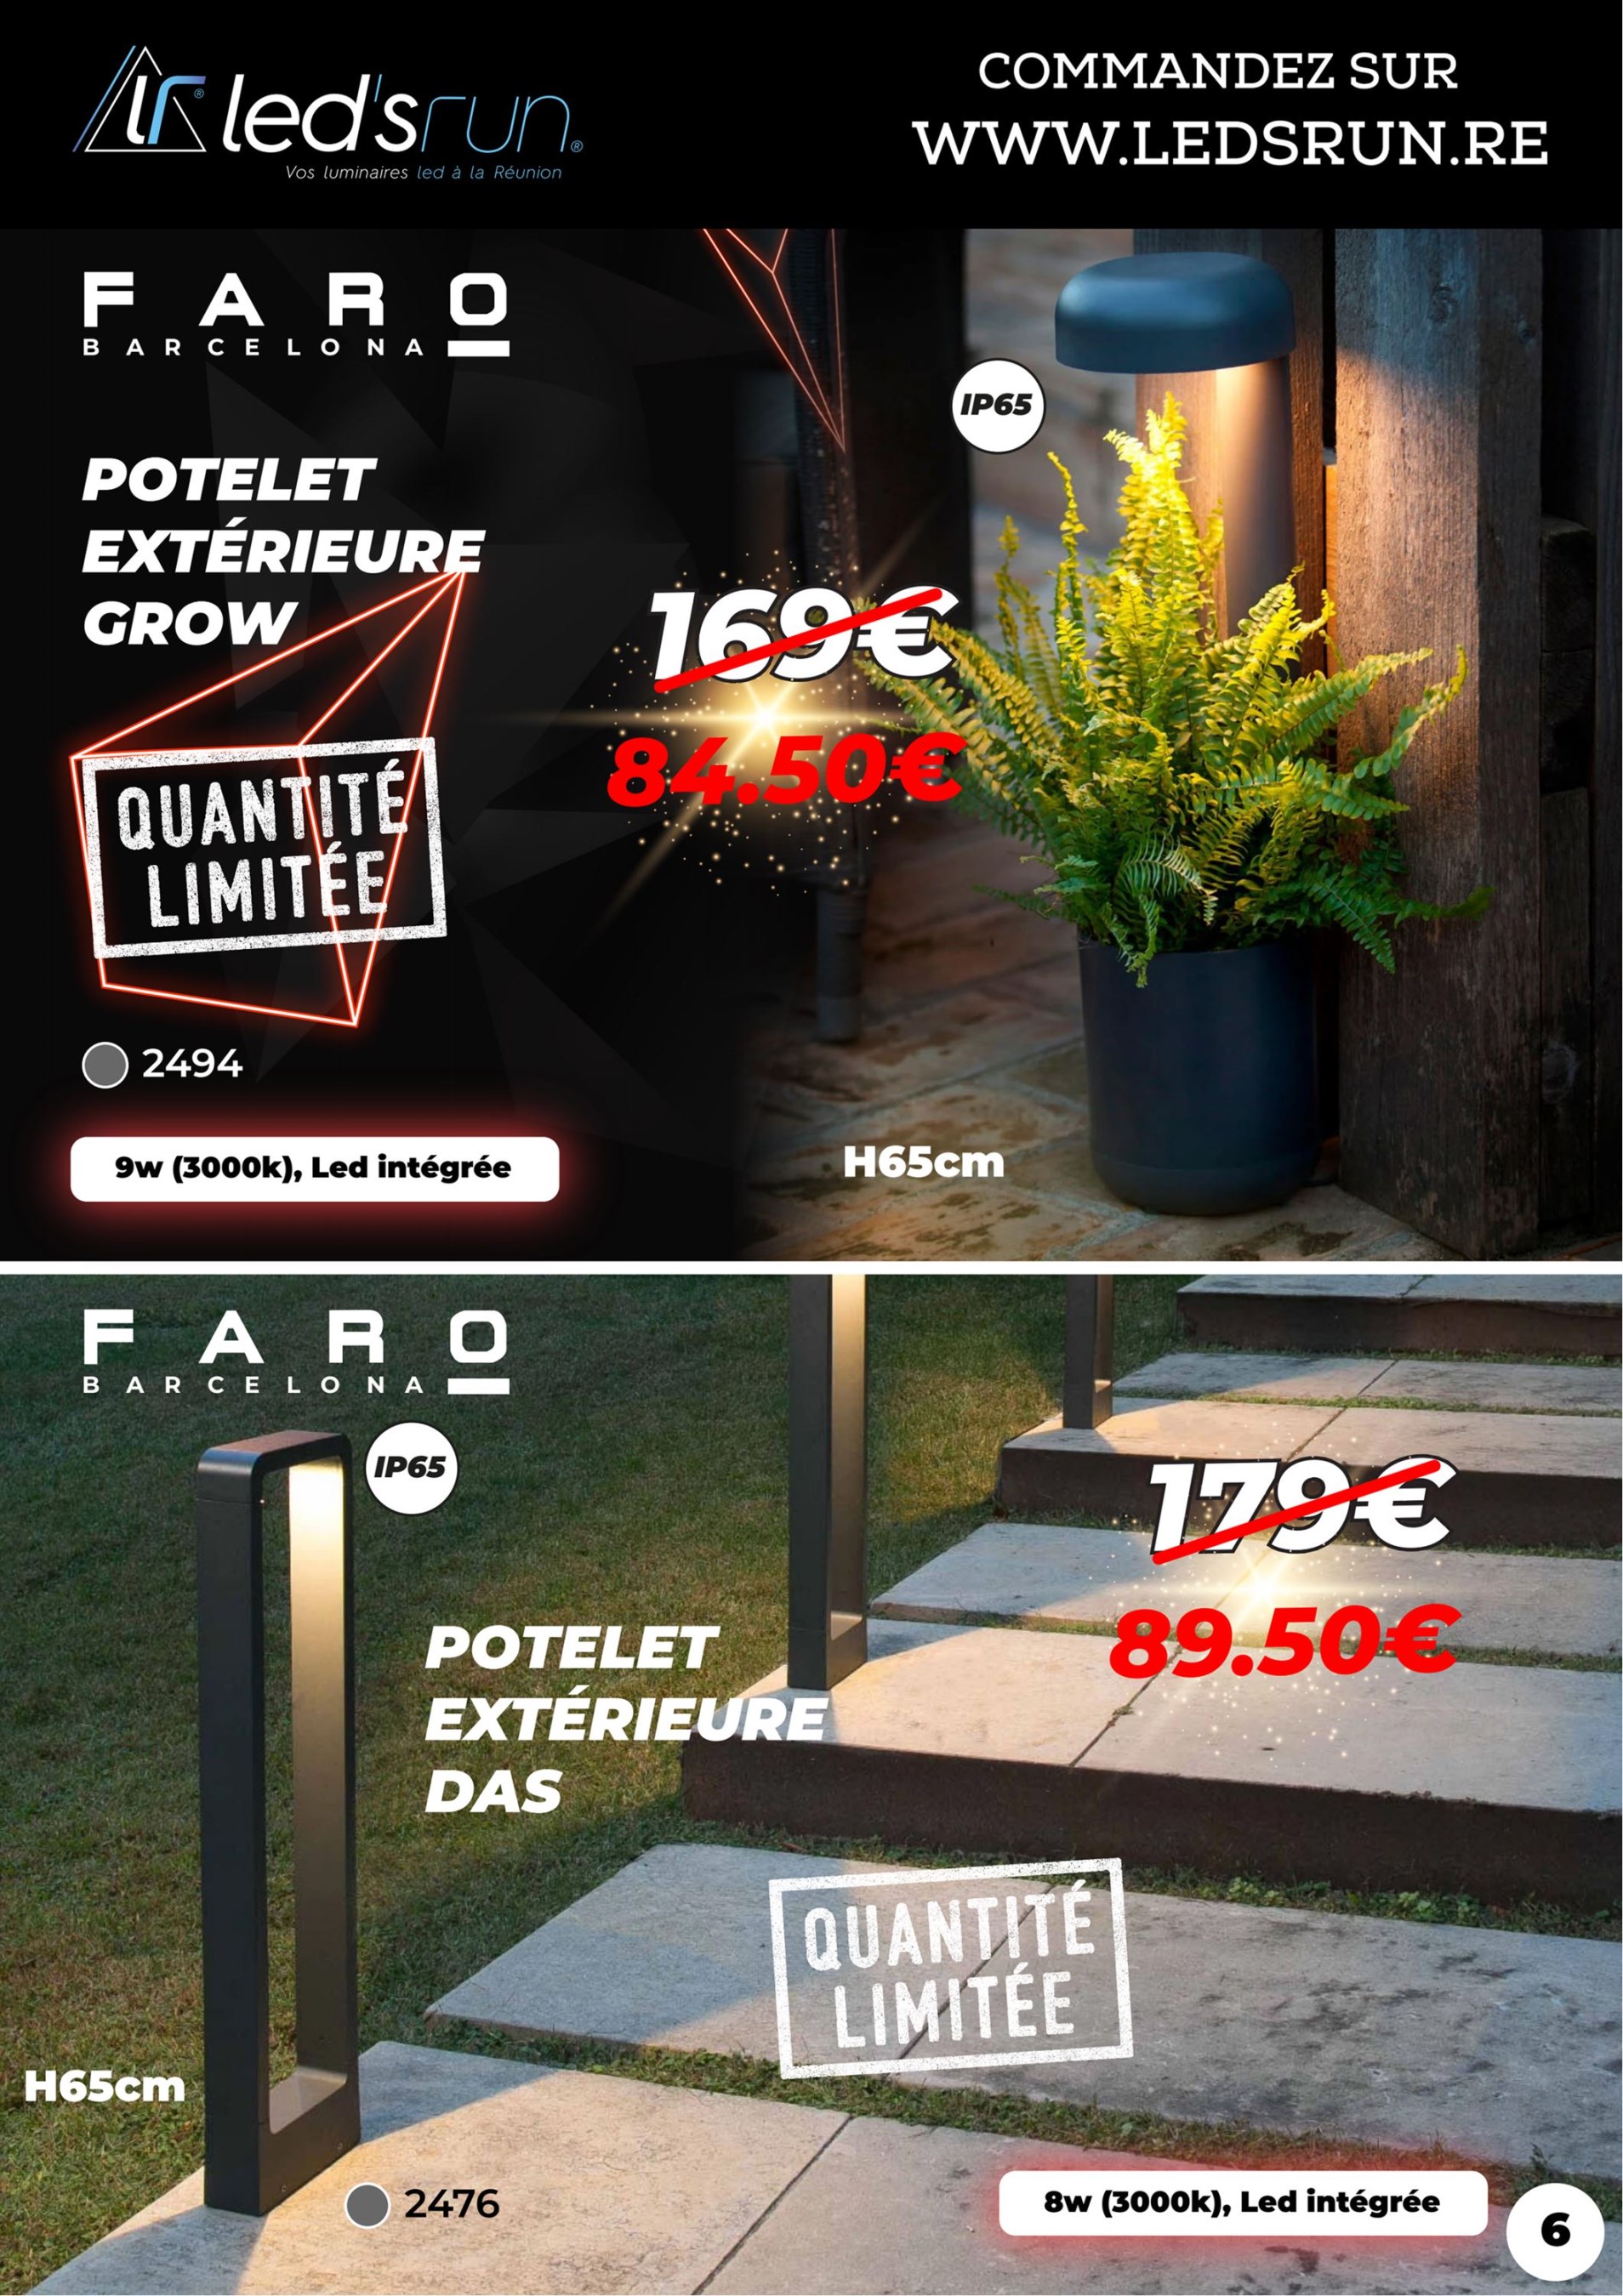 lr® led'srun®
Vos luminaires led à la Réunion
COMMANDEZ SUR
WWW.LEDSRUN.RE
FARO
BARCELONA
IP65
POTELET
EXTÉRIEURE
GROW
169€
84.50€
QUANTITÉ
LIMITÉE
2494
9w (3000k), Led intégrée
H65cm
FARO
BARCELONA
IP65
179€
89.50€
POTELET
EXTÉRIEURE
DAS
QUANTITÉ
LIMITÉE
H65cm
2476
8w (3000k), Led intégrée
6